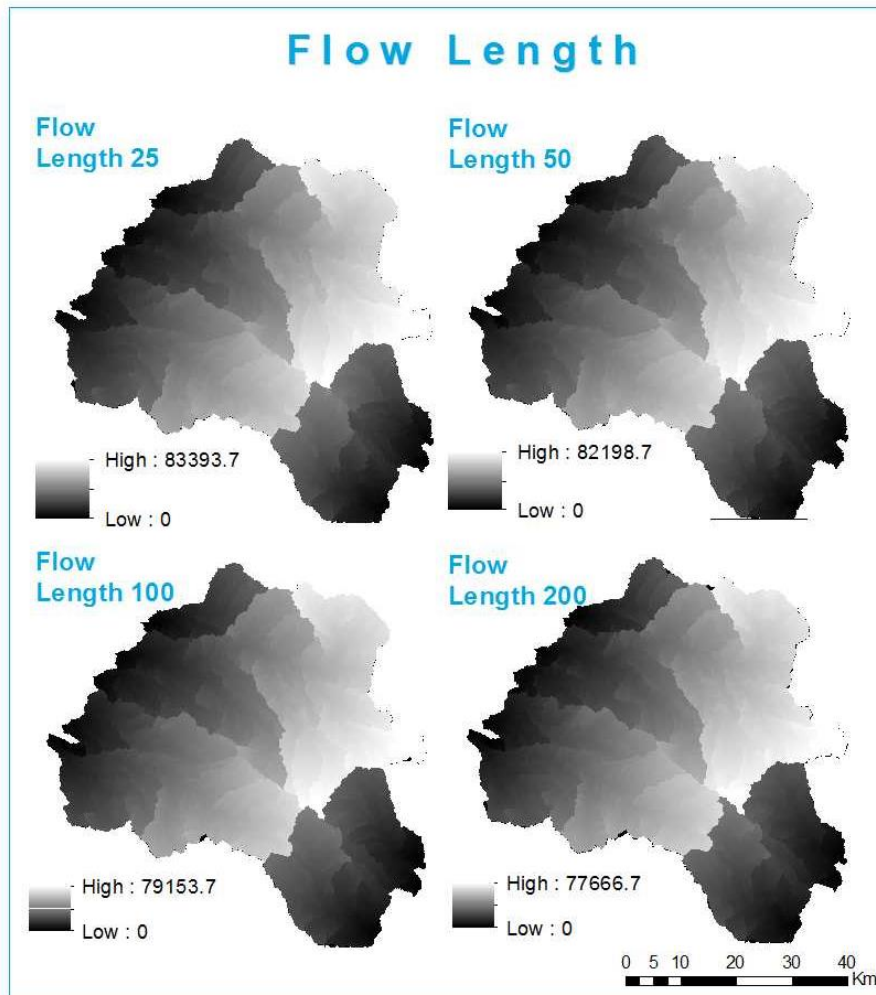 Flow Length
Flow
Length 25
Flow
Length 50
High : 83393.7
Low : 0
High : 82198.7
Low : 0
Flow
Length 100
Flow
Length 200
High : 79153.7
Low : 0
High : 77666.7
Low : 0
0 5 10 20 30 40
Km